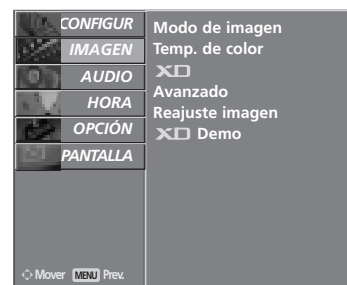 CONFIGUR
IMAGEN
AUDIO
HORA
OPCIÓN
PANTALLA
Mover MENU Prev.
Modo de imagen
Temp. de color
XD
Avanzado
Reajuste imagen
XD Demo